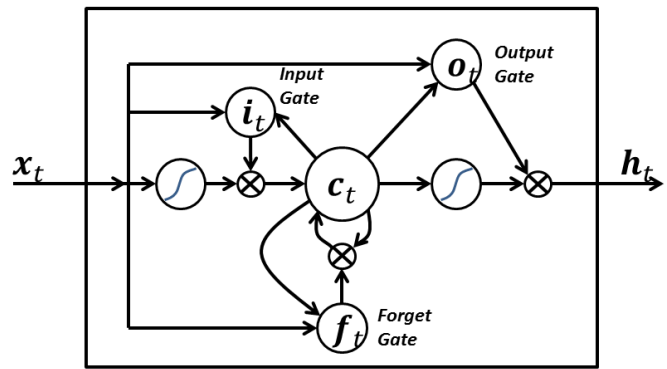 Output
Gate
o_t
Input
Gate
i_t
x_t
c_t
h_t
Forget
Gate
f_t